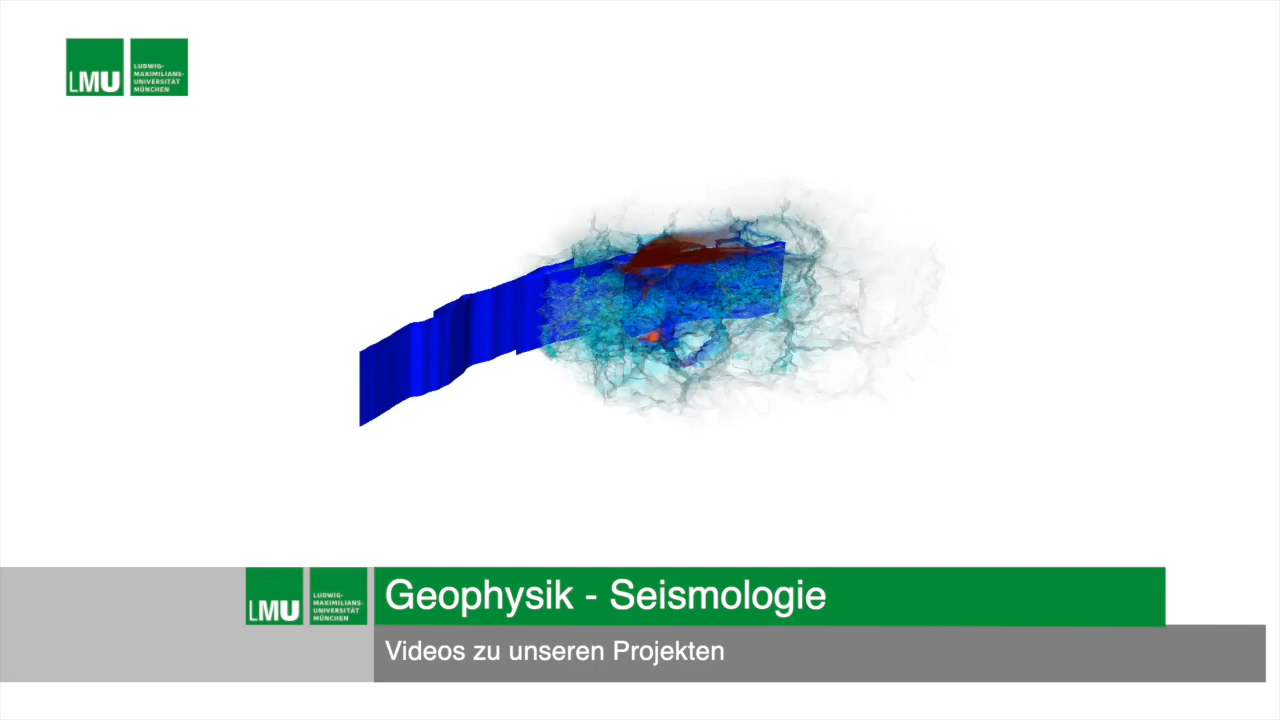 LMU
LUDWIG-
MAXIMILIANS-
UNIVERSITÄT
MÜNCHEN
LMU
LUDWIG-
MAXIMILIANS-
UNIVERSITÄT
MÜNCHEN
Geophysik - Seismologie
Videos zu unseren Projekten